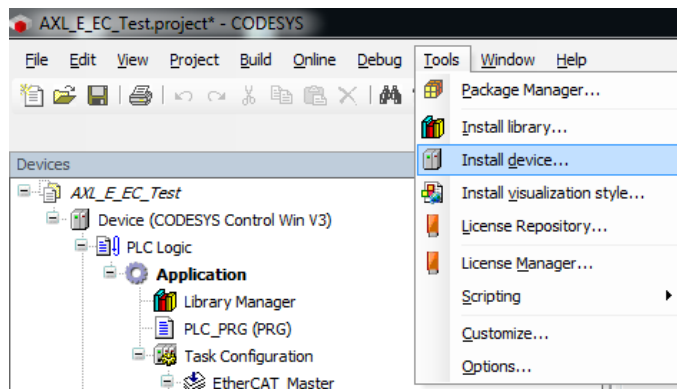 AXL_E_EC_Test.project* - CODESYS
File Edit View Project Build Online Debug Tools Window Help
Package Manager...
Install library...
Devices
Install device...
AXL_E_EC_Test
Install visualization style...
Device (CODESYS Control Win V3)
License Repository...
PLC Logic
License Manager...
Application
Scripting
Library Manager
PLC_PRG (PRG)
Customize...
Task Configuration
Options...
EtherCAT_Master